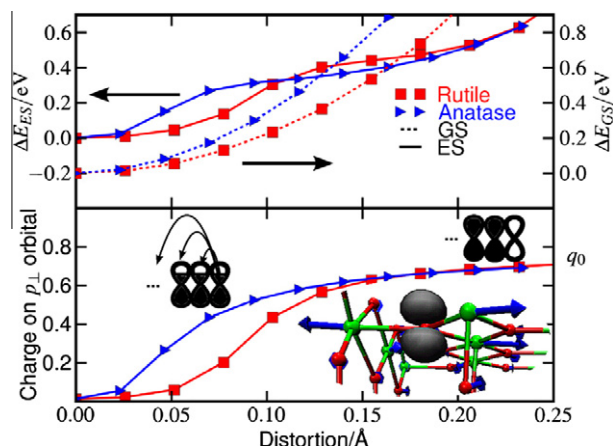 0.6
0.4
0.2
0.0
−0.2
ΔE_ES/eV
Rutile
Anatase
GS
ES
0.8
0.6
0.4
0.2
0.0
ΔE_GS/eV
0.8
0.6
0.4
0.2
0.0
Charge on p⊥ orbital
...
...
q₀
0.00
0.05
0.10
0.15
0.20
0.25
Distortion/Å